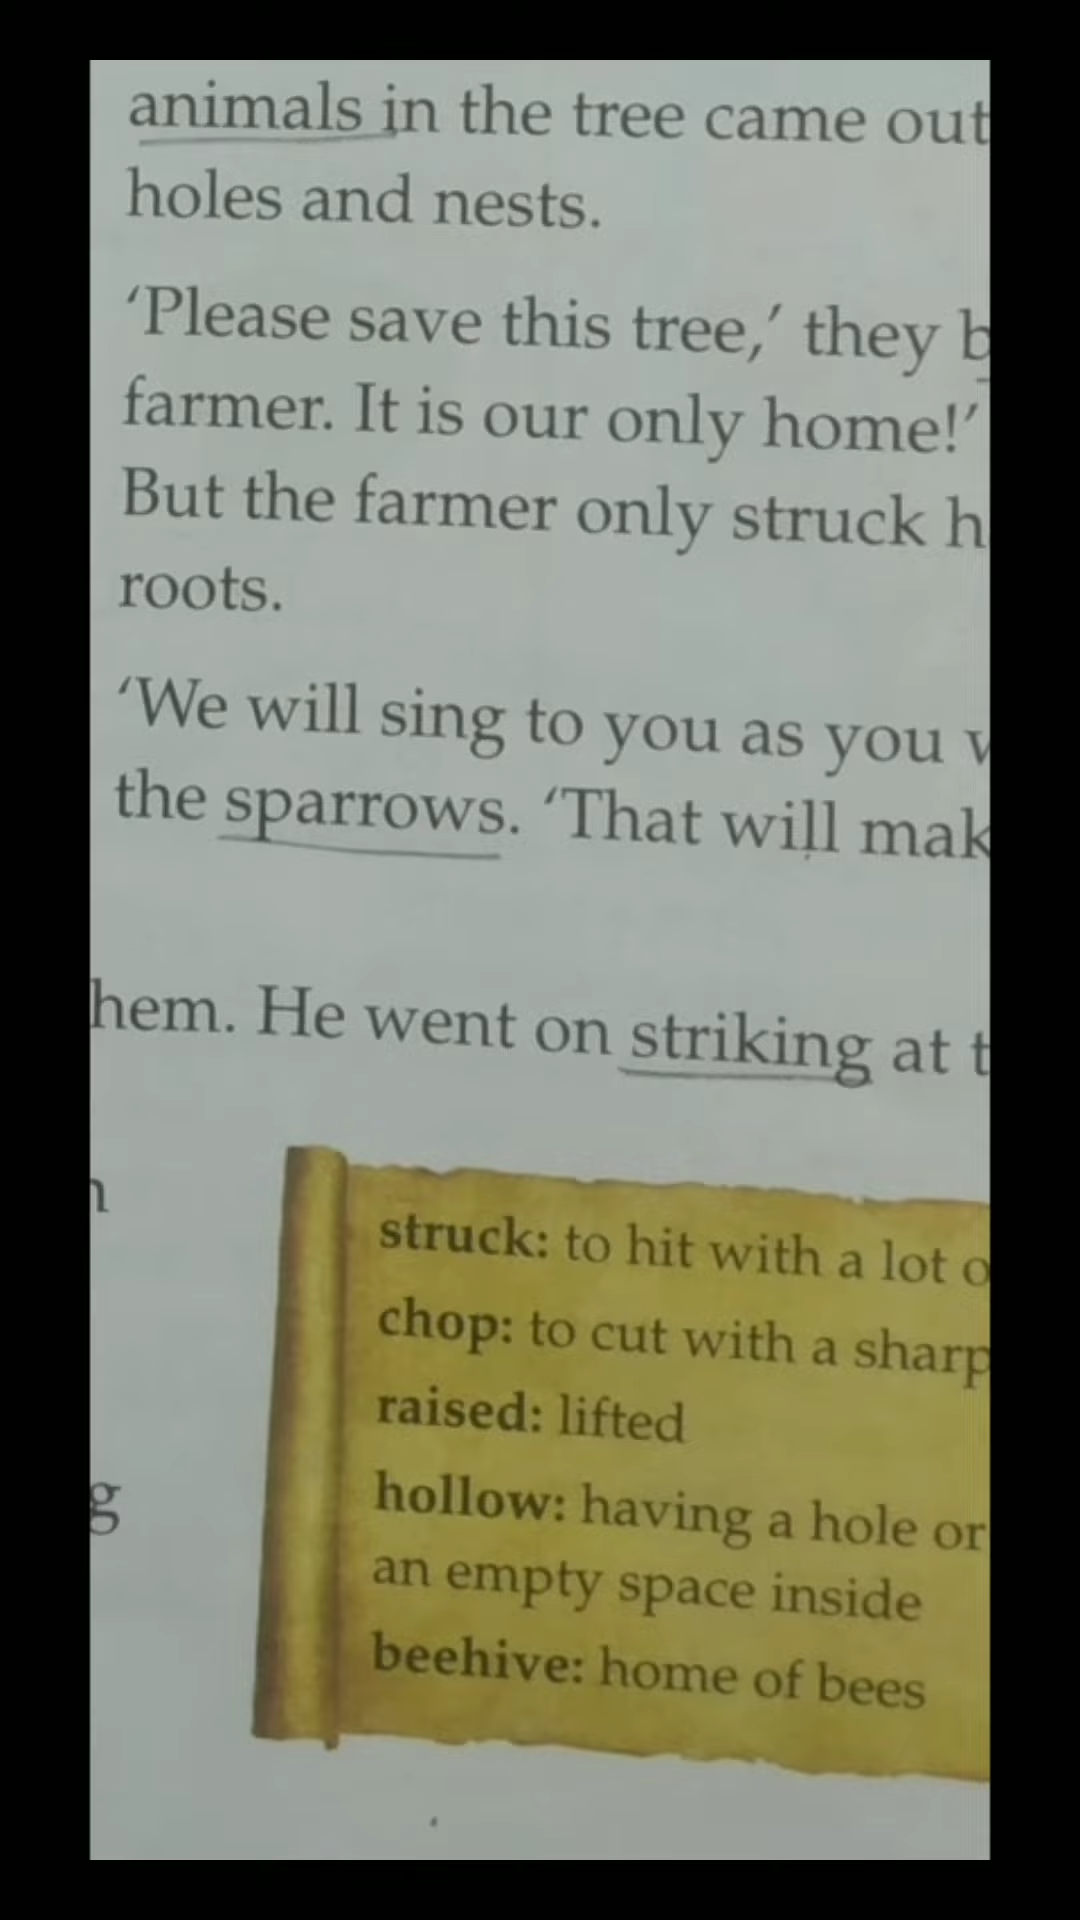 animals in the tree came out
holes and nests.
‘Please save this tree,’ they
farmer. It is our only home!’
But the farmer only struck
roots.
‘We will sing to you as you
the sparrows. ‘That will
hem. He went on striking at
struck: to hit with a lot
chop: to cut with a sharp
raised: lifted
g
hollow: having a hole or
an empty space inside
beehive: home of bees